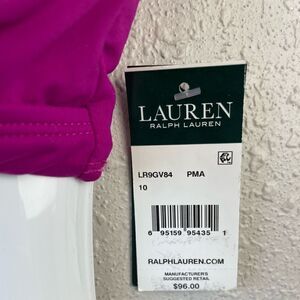 LAUREN
RALPH LAUREN
LR9GV84 PMA
10
6 95159 95435 1
RALPHLAUREN.COM
MANUFACTURER'S
SUGGESTED RETAIL
$96.00